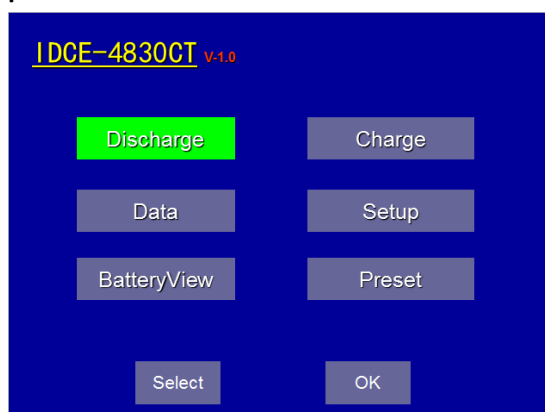 IDCE-4830CT V-1.0
Discharge Charge
Data Setup
BatteryView Preset
Select OK